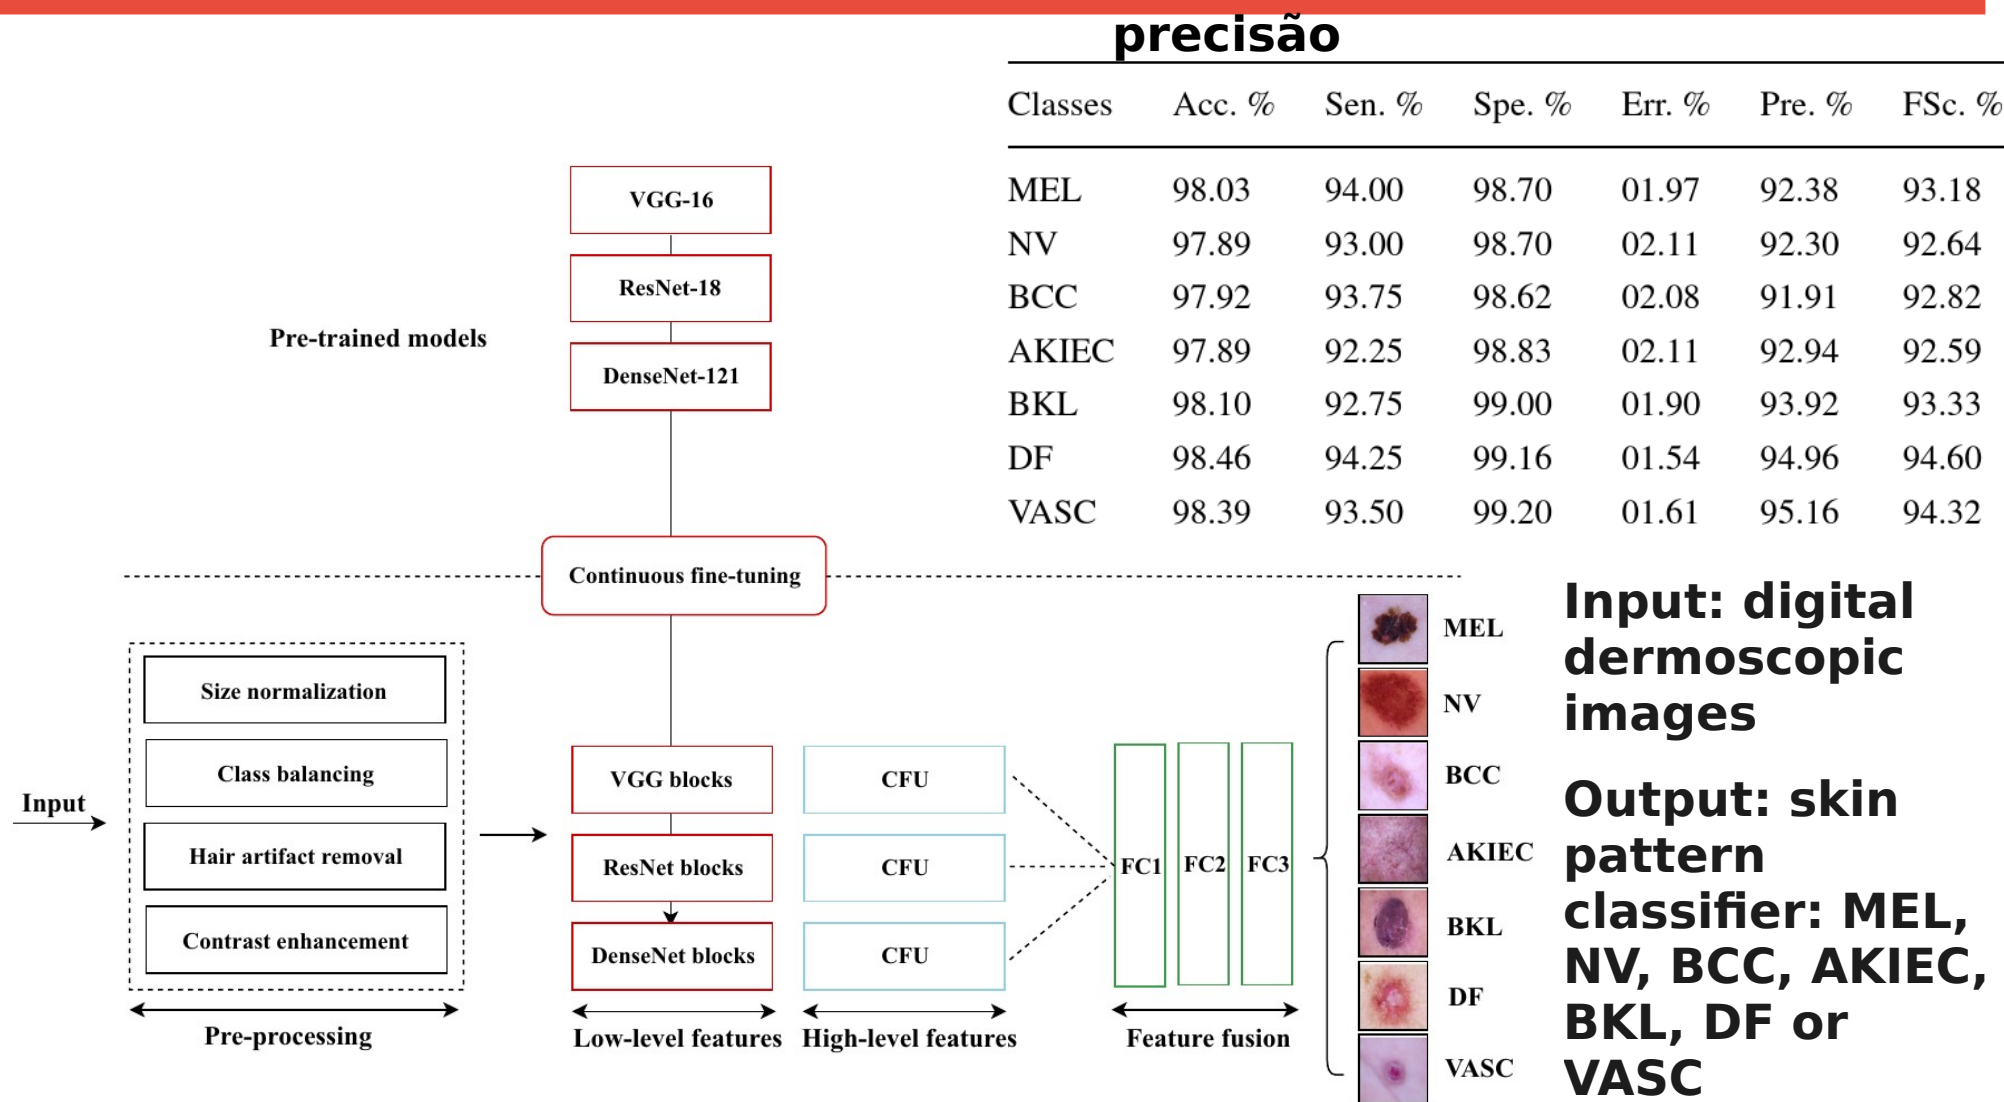 precisão
Classes Acc. % Sen. % Spe. % Err. % Pre. % FSc. %
MEL 98.03 94.00 98.70 01.97 92.38 93.18
NV 97.89 93.00 98.70 02.11 92.30 92.64
BCC 97.92 93.75 98.62 02.08 91.91 92.82
AKIEC 97.89 92.25 98.83 02.11 92.94 92.59
BKL 98.10 92.75 99.00 01.90 93.92 93.33
DF 98.46 94.25 99.16 01.54 94.96 94.60
VASC 98.39 93.50 99.20 01.61 95.16 94.32
VGG-16
ResNet-18
DenseNet-121
Pre-trained models
Continuous fine-tuning
Input
Size normalization
Class balancing
Hair artifact removal
Contrast enhancement
Pre-processing
VGG blocks
ResNet blocks
DenseNet blocks
Low-level features
CFU
CFU
CFU
High-level features
FC1 FC2 FC3
Feature fusion
MEL
NV
BCC
AKIEC
BKL
DF
VASC
Input: digital
dermoscopic
images
Output: skin
pattern
classifier: MEL,
NV, BCC, AKIEC,
BKL, DF or
VASC